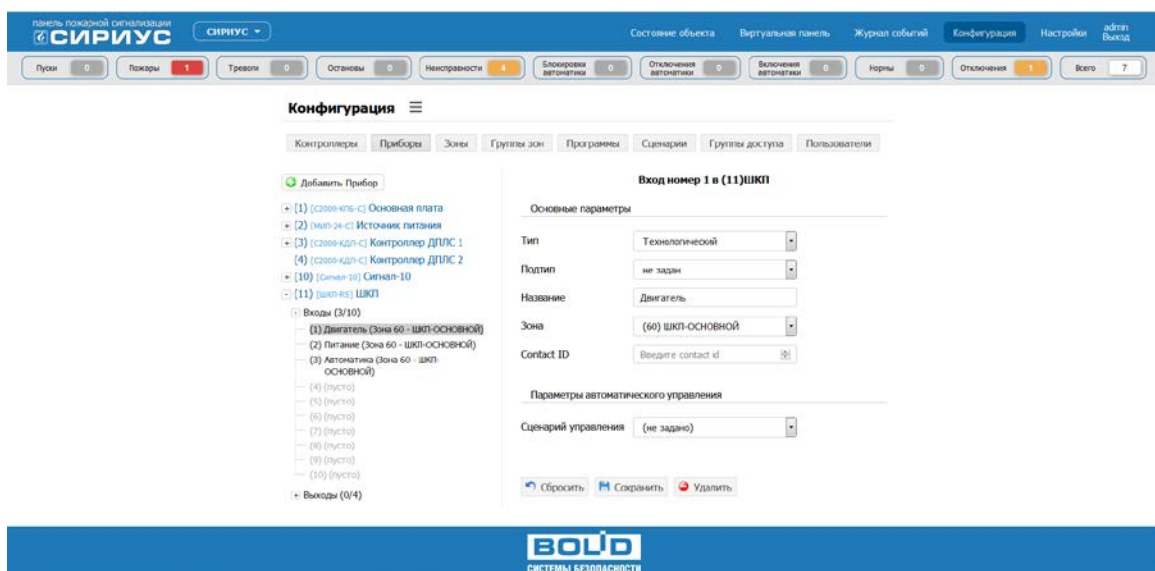 панель пожарной сигнализации
СИРИУС
СИРИУС
Состояние объекта
Виртуальная панель
Журнал событий
Конфигурация
Настройки
admin
Выход
Пуски 0
Пожары 1
Тревоги 0
Остановы 0
Неисправности 4
Блокировки автоматики 0
Отключения автоматики 0
Включения автоматики 0
Нормы 0
Отключения 1
Всего 7
Конфигурация
Контроллеры
Приборы
Зоны
Группы зон
Программы
Сценарии
Группы доступа
Пользователи
Добавить Прибор
(1) [С2000-КПБ-С] Основная плата
(2) [МИП-24-С] Источник питания
(3) [С2000-КДЛ-С] Контроллер ДПЛС 1
(4) [С2000-КДЛ-С] Контроллер ДПЛС 2
(10) [Сигнал-10] Сигнал-10
(11) [ШКП-RS] ШКП
Входы (3/10)
(1) Двигатель (Зона 60 - ШКП-ОСНОВНОЙ)
(2) Питание (Зона 60 - ШКП-ОСНОВНОЙ)
(3) Автоматика (Зона 60 - ШКП-
ОСНОВНОЙ)
(4) (пусто)
(5) (пусто)
(6) (пусто)
(7) (пусто)
(8) (пусто)
(9) (пусто)
(10) (пусто)
Выходы (0/4)
Вход номер 1 в (11)ШКП
Основные параметры
Тип Технологический
Подтип не задан
Название Двигатель
Зона (60) ШКП-ОСНОВНОЙ
Contact ID Введите contact id
Параметры автоматического управления
Сценарий управления (не задано)
Сбросить
Сохранить
Удалить
BOLID
СИСТЕМЫ БЕЗОПАСНОСТИ